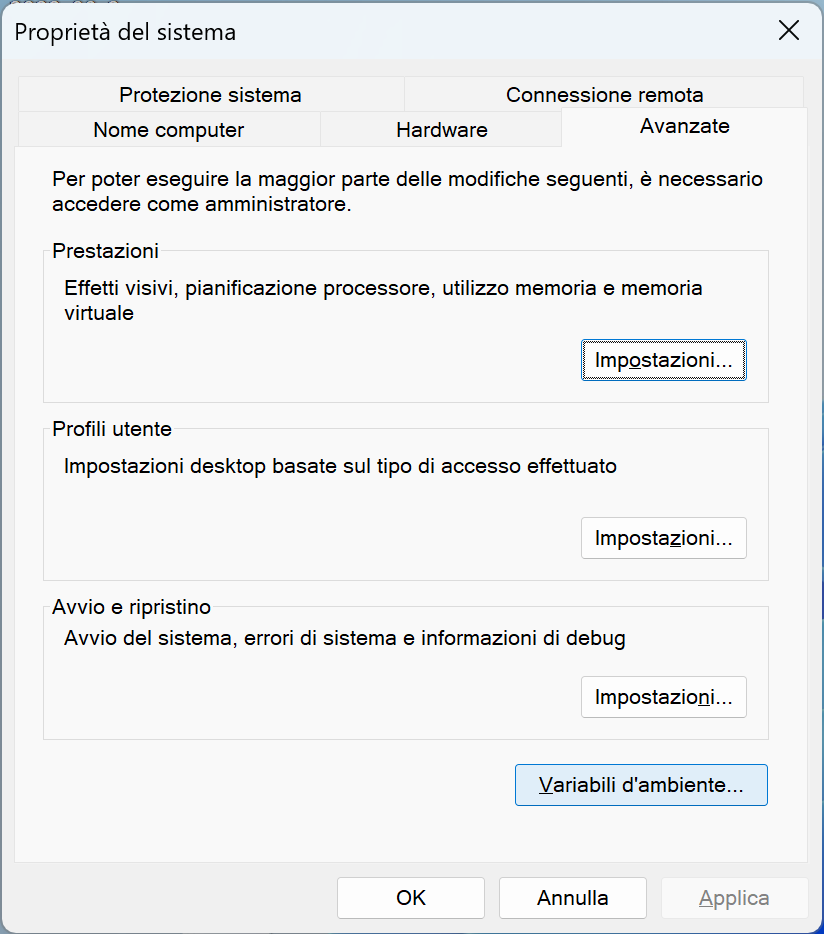 Proprietà del sistema
Protezione sistema
Connessione remota
Nome computer
Hardware
Avanzate
Per poter eseguire la maggior parte delle modifiche seguenti, è necessario
accedere come amministratore.
Prestazioni
Effetti visivi, pianificazione processore, utilizzo memoria e memoria
virtuale
Impostazioni...
Profili utente
Impostazioni desktop basate sul tipo di accesso effettuato
Impostazioni...
Avvio e ripristino
Avvio del sistema, errori di sistema e informazioni di debug
Impostazioni...
Variabili d'ambiente...
OK
Annulla
Applica